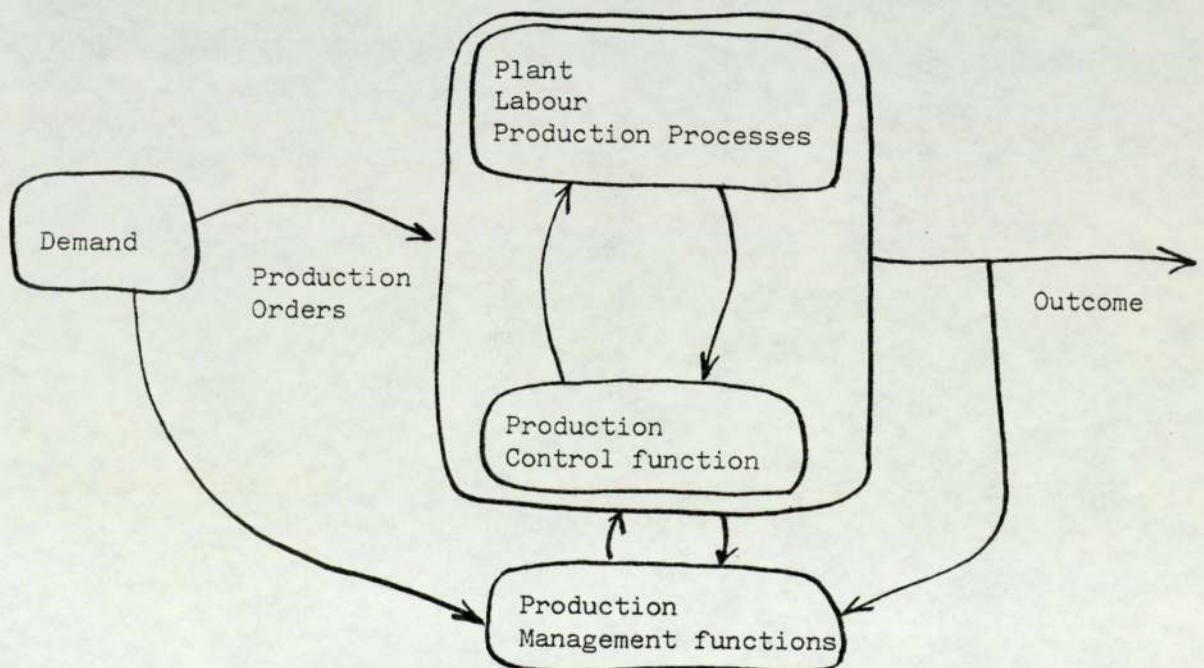 Plant
Labour
Production Processes
Demand
Production
Orders
Outcome
Production
Control function
Production
Management functions